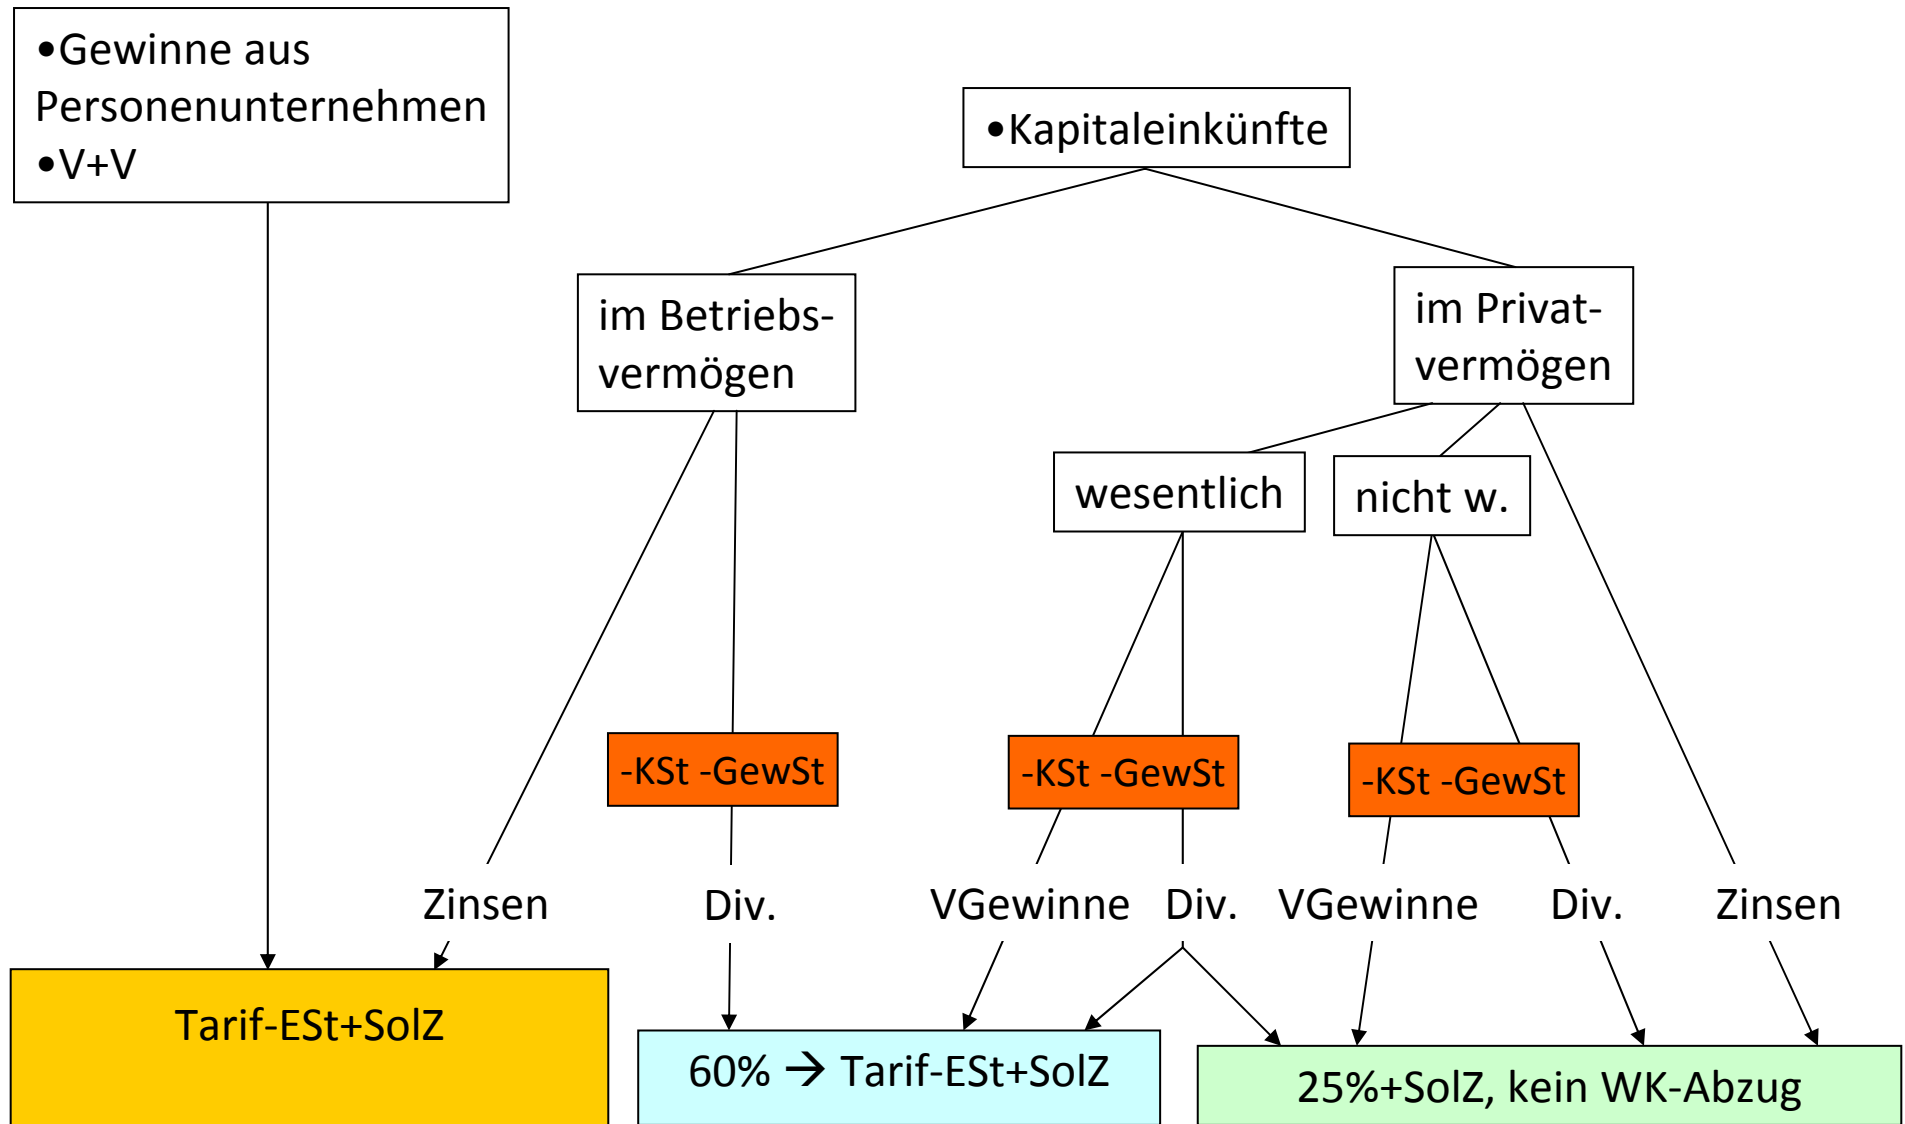 •Gewinne aus
Personenunternehmen
•V+V
•Kapitaleinkünfte
im Betriebs-
vermögen
im Privat-
vermögen
wesentlich
nicht w.
-KSt -GewSt
-KSt -GewSt
-KSt -GewSt
Zinsen
Div.
VGewinne
Div.
VGewinne
Div.
Zinsen
Tarif-ESt+SolZ
60% → Tarif-ESt+SolZ
25%+SolZ, kein WK-Abzug